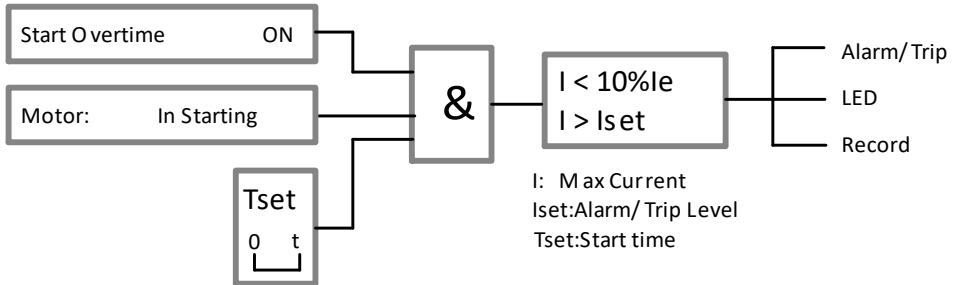 Start Overtime ON
Motor: In Starting
Tset
0 t
&
I < 10%Ie
I > Iset
Alarm/Trip
LED
Record
I: Max Current
Iset:Alarm/Trip Level
Tset:Start time